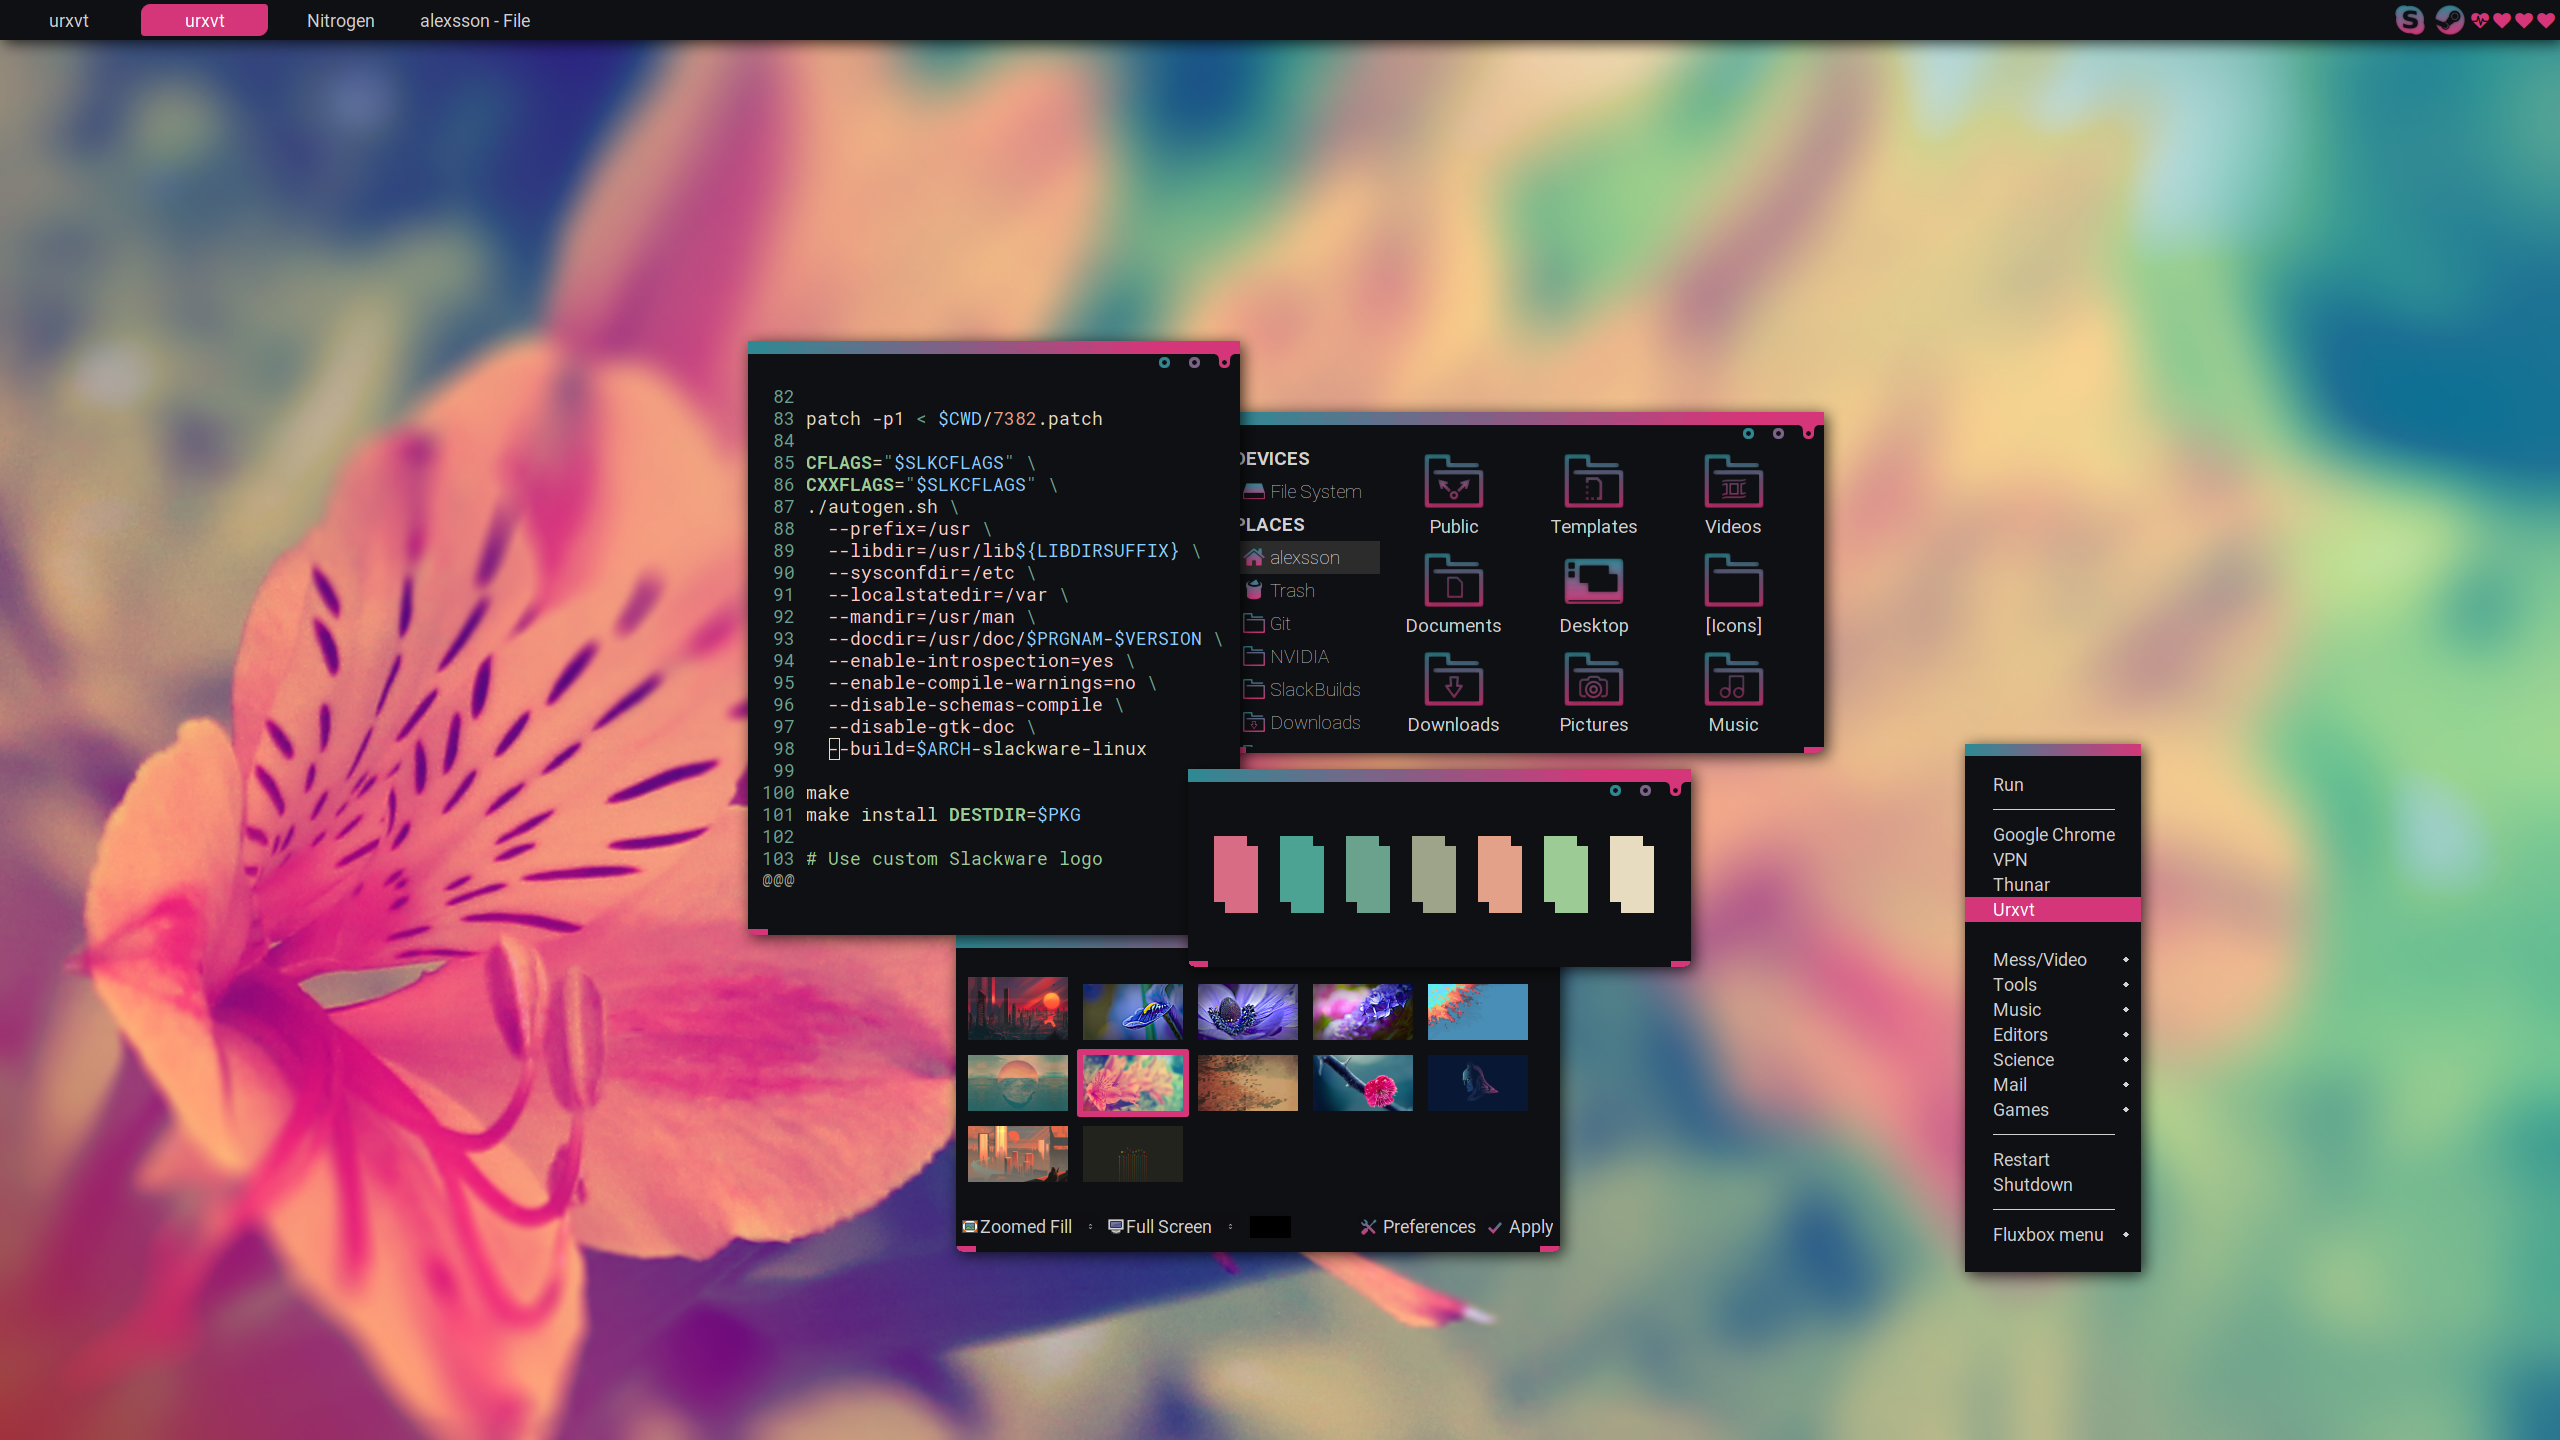 urxvt
urxvt
Nitrogen
alexsson - File
82
83 patch -p1 < $CWD/7382.patch
84
85 CFLAGS="$SLKCFLAGS" \
86 CXXFLAGS="$SLKCFLAGS" \
87 ./autogen.sh \
88   --prefix=/usr \
89   --libdir=/usr/lib${LIBDIRSUFFIX} \
90   --sysconfdir=/etc \
91   --localstatedir=/var \
92   --mandir=/usr/man \
93   --docdir=/usr/doc/$PRGNAM-$VERSION \
94   --enable-introspection=yes \
95   --enable-compile-warnings=no \
96   --disable-schemas-compile \
97   --disable-gtk-doc \
98   --build=$ARCH-slackware-linux
99
100 make
101 make install DESTDIR=$PKG
102
103 # Use custom Slackware logo
@@@
DEVICES
File System
PLACES
alexsson
Trash
Git
NVIDIA
SlackBuilds
Downloads
Public
Templates
Videos
Documents
Desktop
[Icons]
Downloads
Pictures
Music
Zoomed Fill
Full Screen
Preferences
Apply
Run
Google Chrome
VPN
Thunar
Urxvt
Mess/Video
Tools
Music
Editors
Science
Mail
Games
Restart
Shutdown
Fluxbox menu